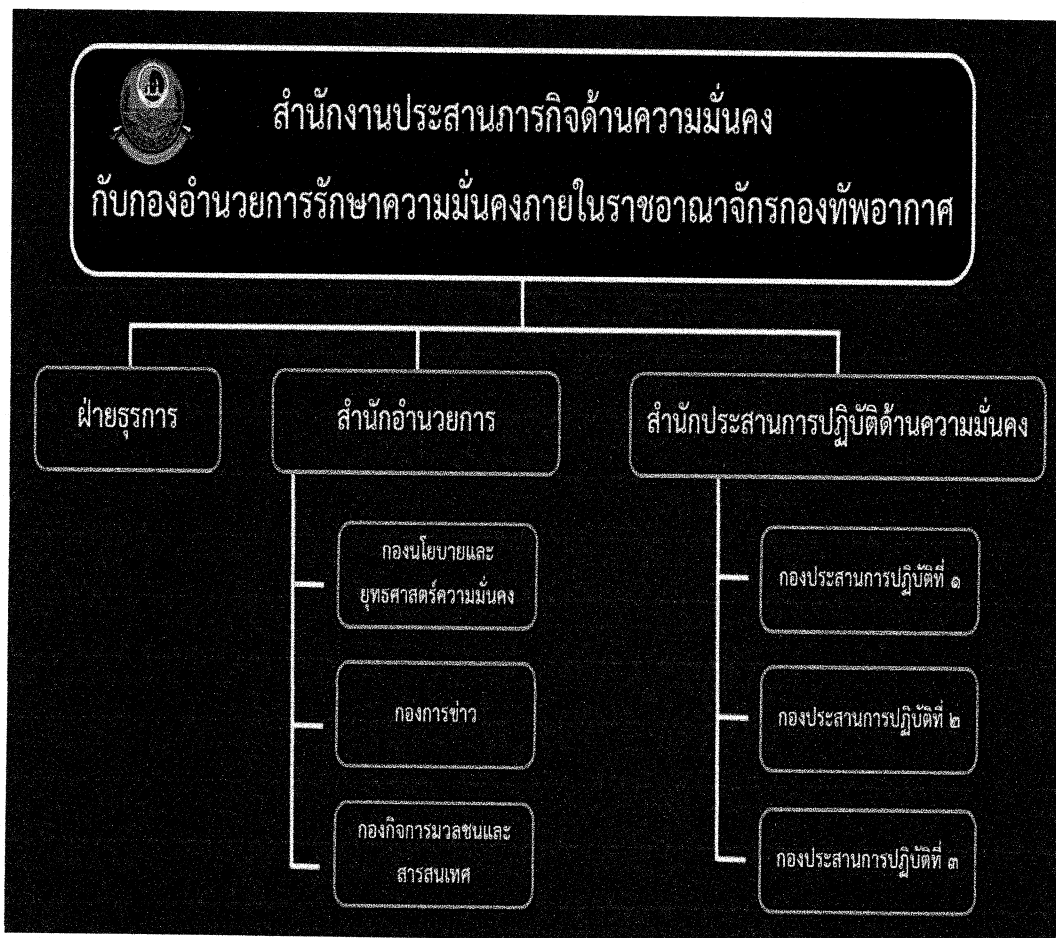 สำนักงานประสานภารกิจด้านความมั่นคง
กับกองอำนวยการรักษาความมั่นคงภายในราชอาณาจักรกองทัพอากาศ
ฝ่ายธุรการ
สำนักอำนวยการ
สำนักประสานการปฏิบัติด้านความมั่นคง
กองนโยบายและ
ยุทธศาสตร์ความมั่นคง
กองการข่าว
กองกิจการมวลชนและ
สารสนเทศ
กองประสานการปฏิบัติที่ ๑
กองประสานการปฏิบัติที่ ๒
กองประสานการปฏิบัติที่ ๓